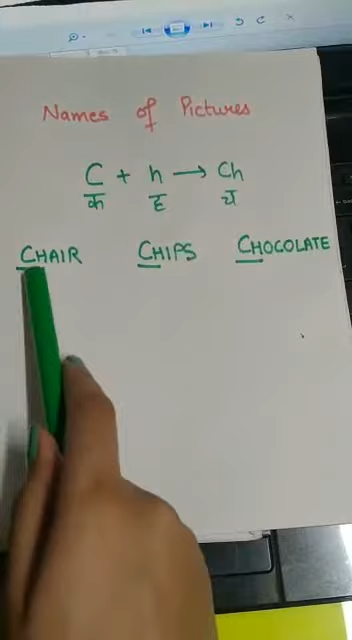 Names of Pictures
C + h → Ch
क ह च
CHAIR CHIPS CHOCOLATE